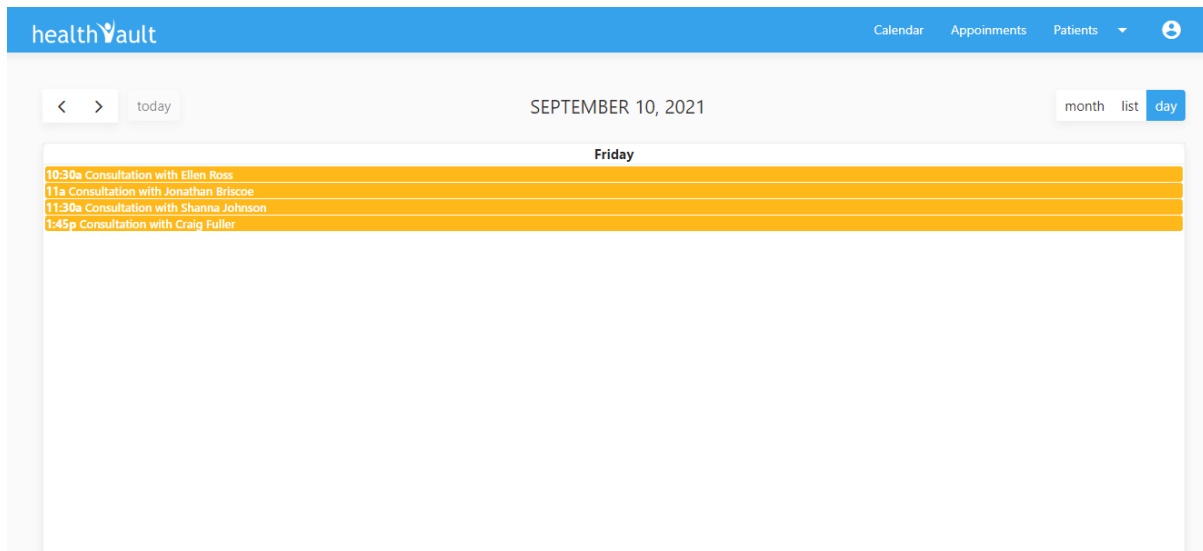 healthVault Calendar Appoinments Patients
today SEPTEMBER 10, 2021 month list day
Friday
10:30a Consultation with Ellen Ross
11a Consultation with Jonathan Briscoe
11:30a Consultation with Shanna Johnson
1:45p Consultation with Craig Fuller